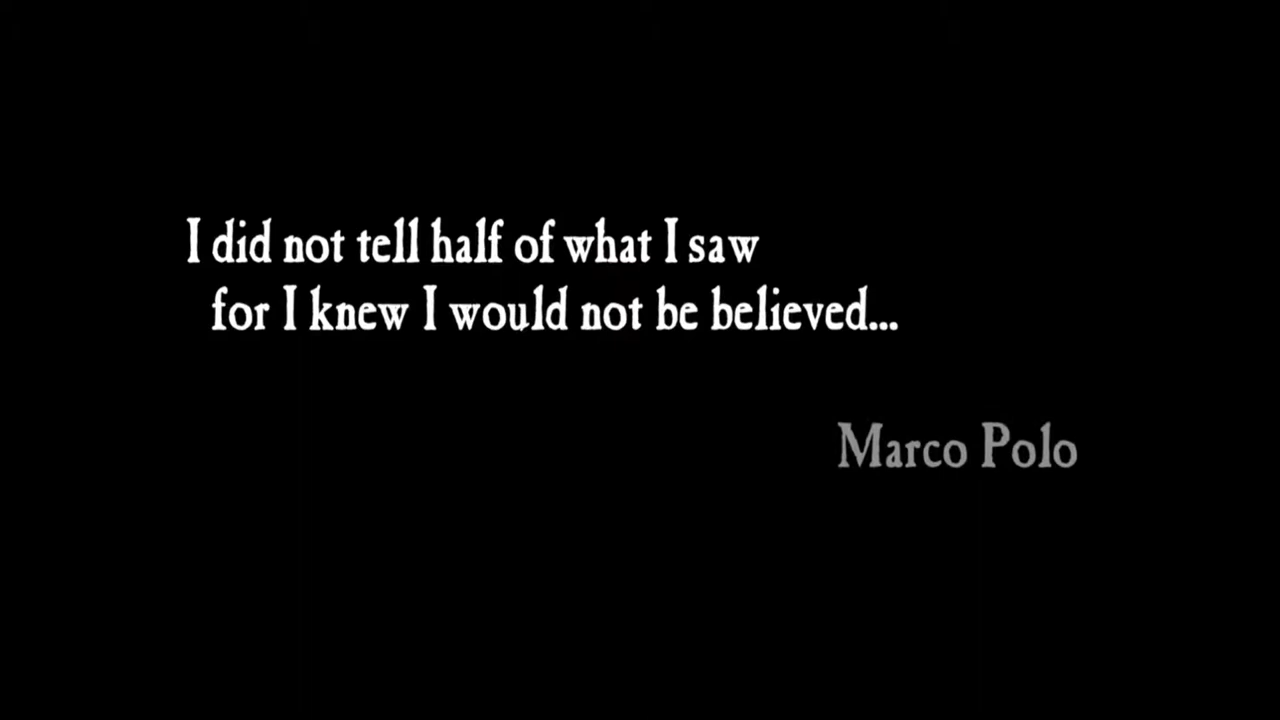 I did not tell half of what I saw
for I knew I would not be believed...
Marco Polo